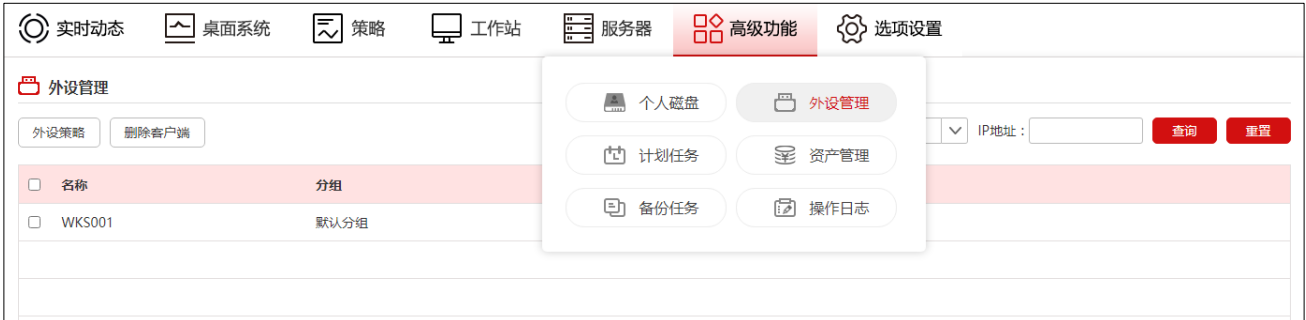 实时动态 桌面系统 策略 工作站 服务器 高级功能 选项设置
外设管理
个人磁盘 外设管理
外设策略 删除客户端 IP地址： 查询 重置
计划任务 资产管理
名称 分组
备份任务 操作日志
WKS001 默认分组